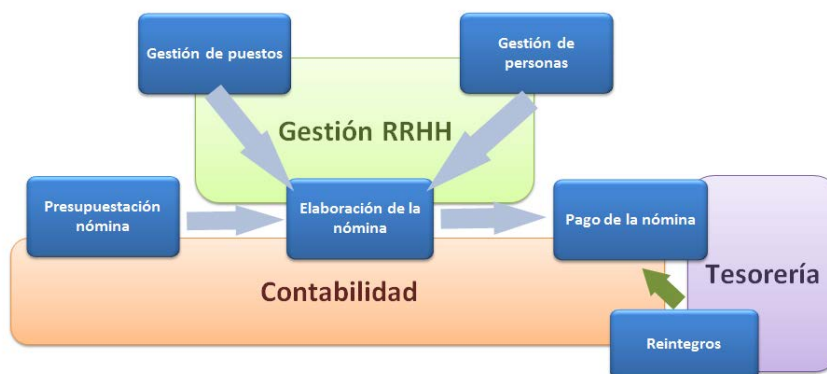 Gestión de puestos
Gestión de
personas
Gestión RRHH
Presupuestación
nómina
Elaboración de la
nómina
Pago de la nómina
Contabilidad
Tesorería
Reintegros